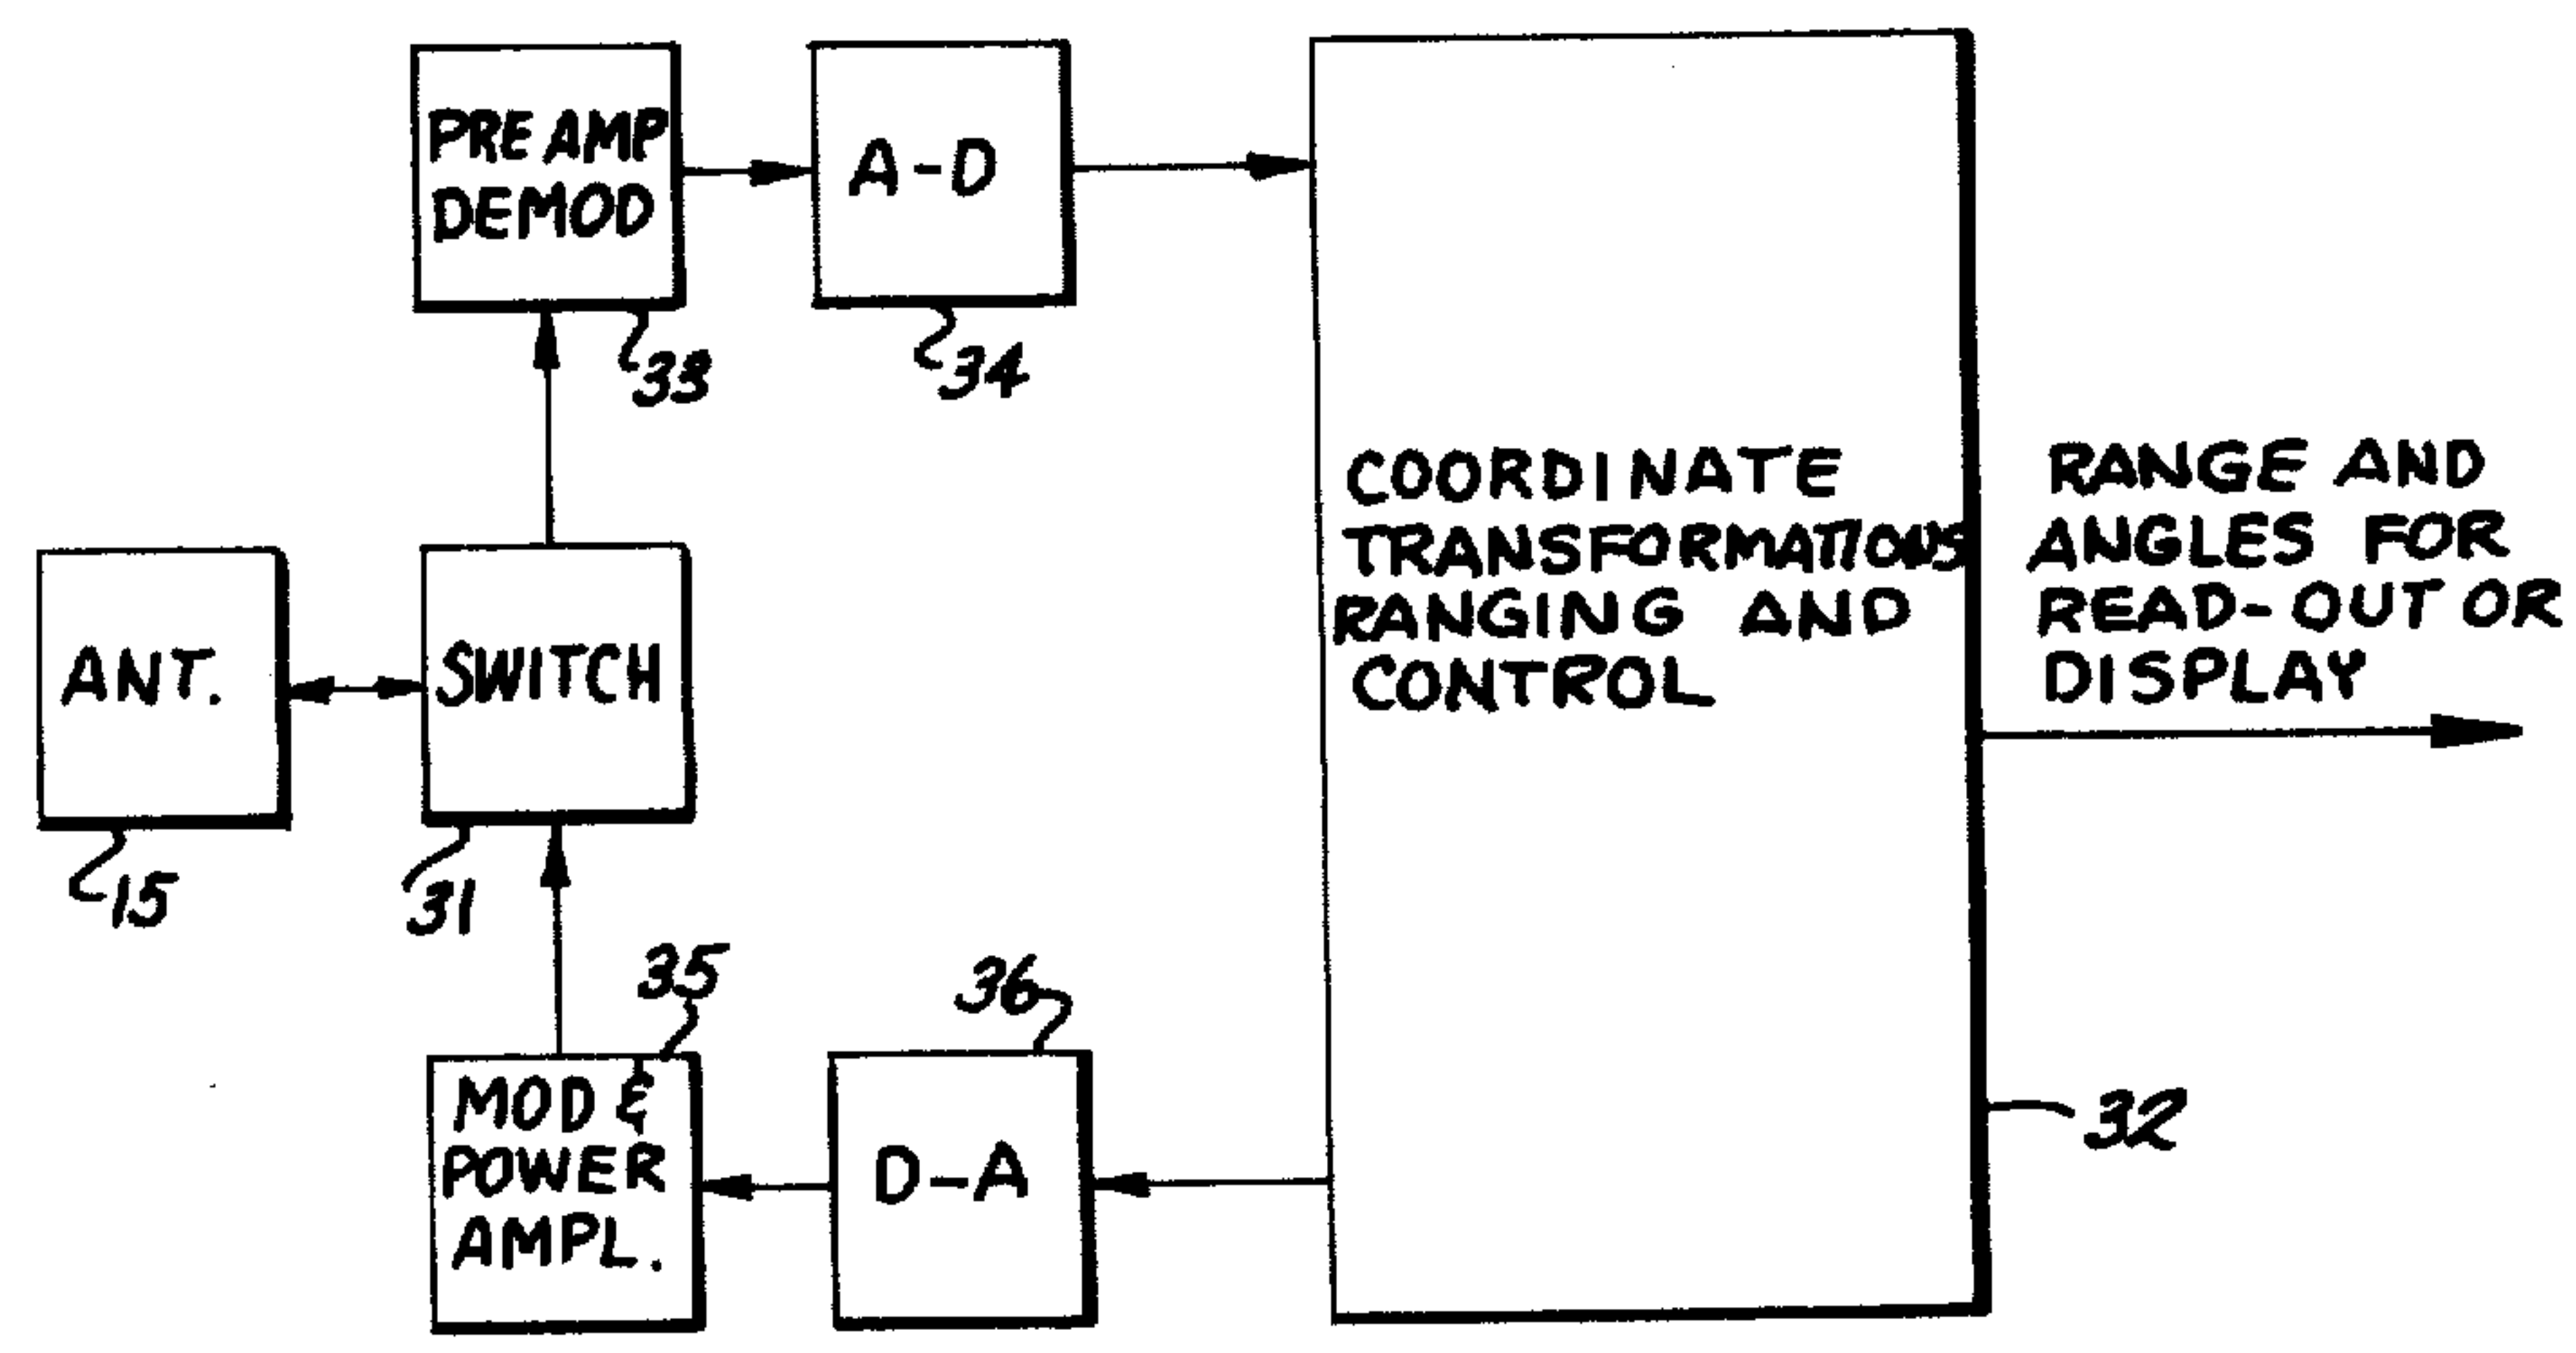 PRE AMP
DEMOD
33
A-D
34
ANT.
15
SWITCH
31
COORDINATE
TRANSFORMATIONS
RANGING AND
CONTROL
32
RANGE AND
ANGLES FOR
READ-OUT OR
DISPLAY
35
MOD &
POWER
AMPL.
36
D-A